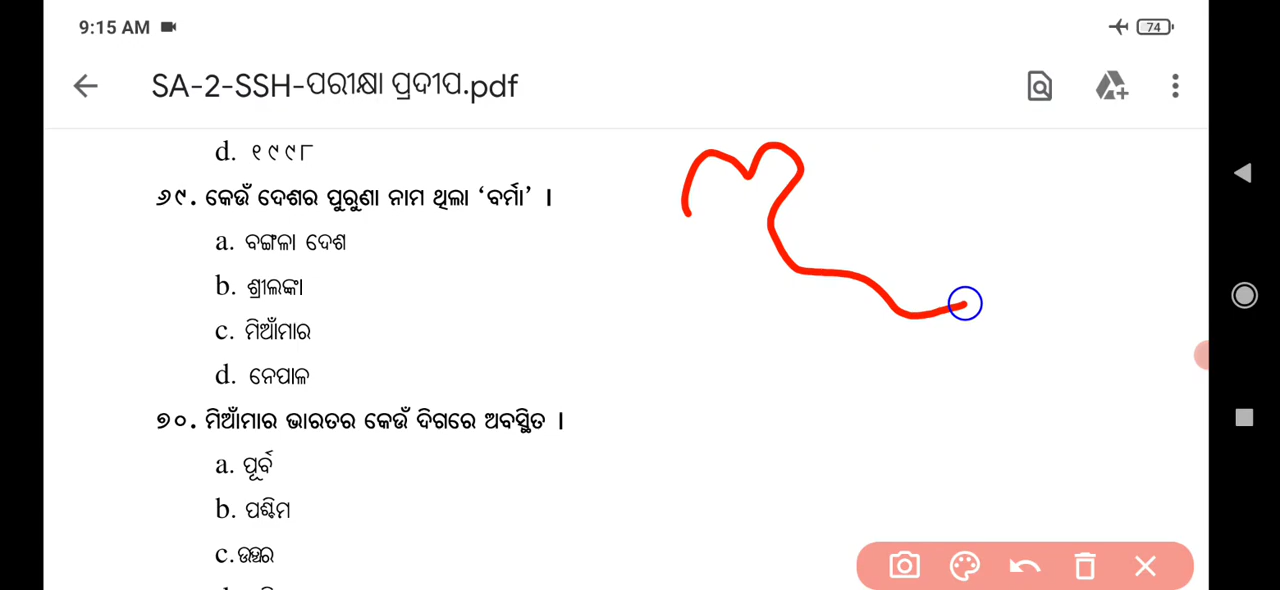 9:15 AM
74
SA-2-SSH-ପରୀକ୍ଷା ପ୍ରଦୀପ.pdf
d. ୧୯୯୮
୬୯. କେଉଁ ଦେଶର ପୁରୁଣା ନାମ ଥିଲା ‘ବର୍ମା’ ।
a. ବଙ୍ଗଳା ଦେଶ
b. ଶ୍ରୀଲଙ୍କା
c. ମିଆଁମାର
d. ନେପାଳ
୭୦. ମିଆଁମାର ଭାରତର କେଉଁ ଦିଗରେ ଅବସ୍ଥିତ ।
a. ପୂର୍ବ
b. ପଶ୍ଚିମ
c. ଉତ୍ତର